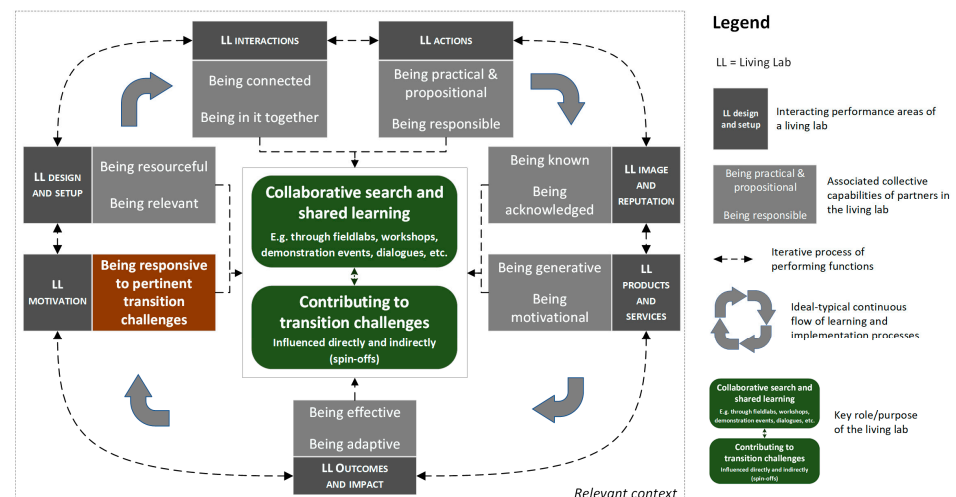 LL INTERACTIONS
Being connected
Being in it together
LL ACTIONS
Being practical &
propositional
Being responsible
LL DESIGN
AND SETUP
Being resourceful
Being relevant
LL
MOTIVATION
Being responsive
to pertinent
transition
challenges
Collaborative search and
shared learning
E.g. through fieldlabs, workshops,
demonstration events, dialogues, etc.
Contributing to
transition challenges
Influenced directly and indirectly
(spin-offs)
Being known
Being
acknowledged
LL IMAGE
AND
REPUTATION
Being generative
Being
motivational
LL
PRODUCTS
AND
SERVICES
Being effective
Being adaptive
LL OUTCOMES
AND IMPACT
Relevant context
Legend
LL = Living Lab
LL design
and setup
Interacting performance areas of
a living lab
Being practical &
propositional
Being responsible
Associated collective
capabilities of partners in
the living lab
Iterative process of
performing functions
Ideal-typical continuous
flow of learning and
implementation processes
Collaborative search and
shared learning
E.g. through fieldlabs, workshops,
demonstration events, dialogues, etc.
Contributing to
transition challenges
Influenced directly and indirectly
(spin-offs)
Key role/purpose
of the living lab